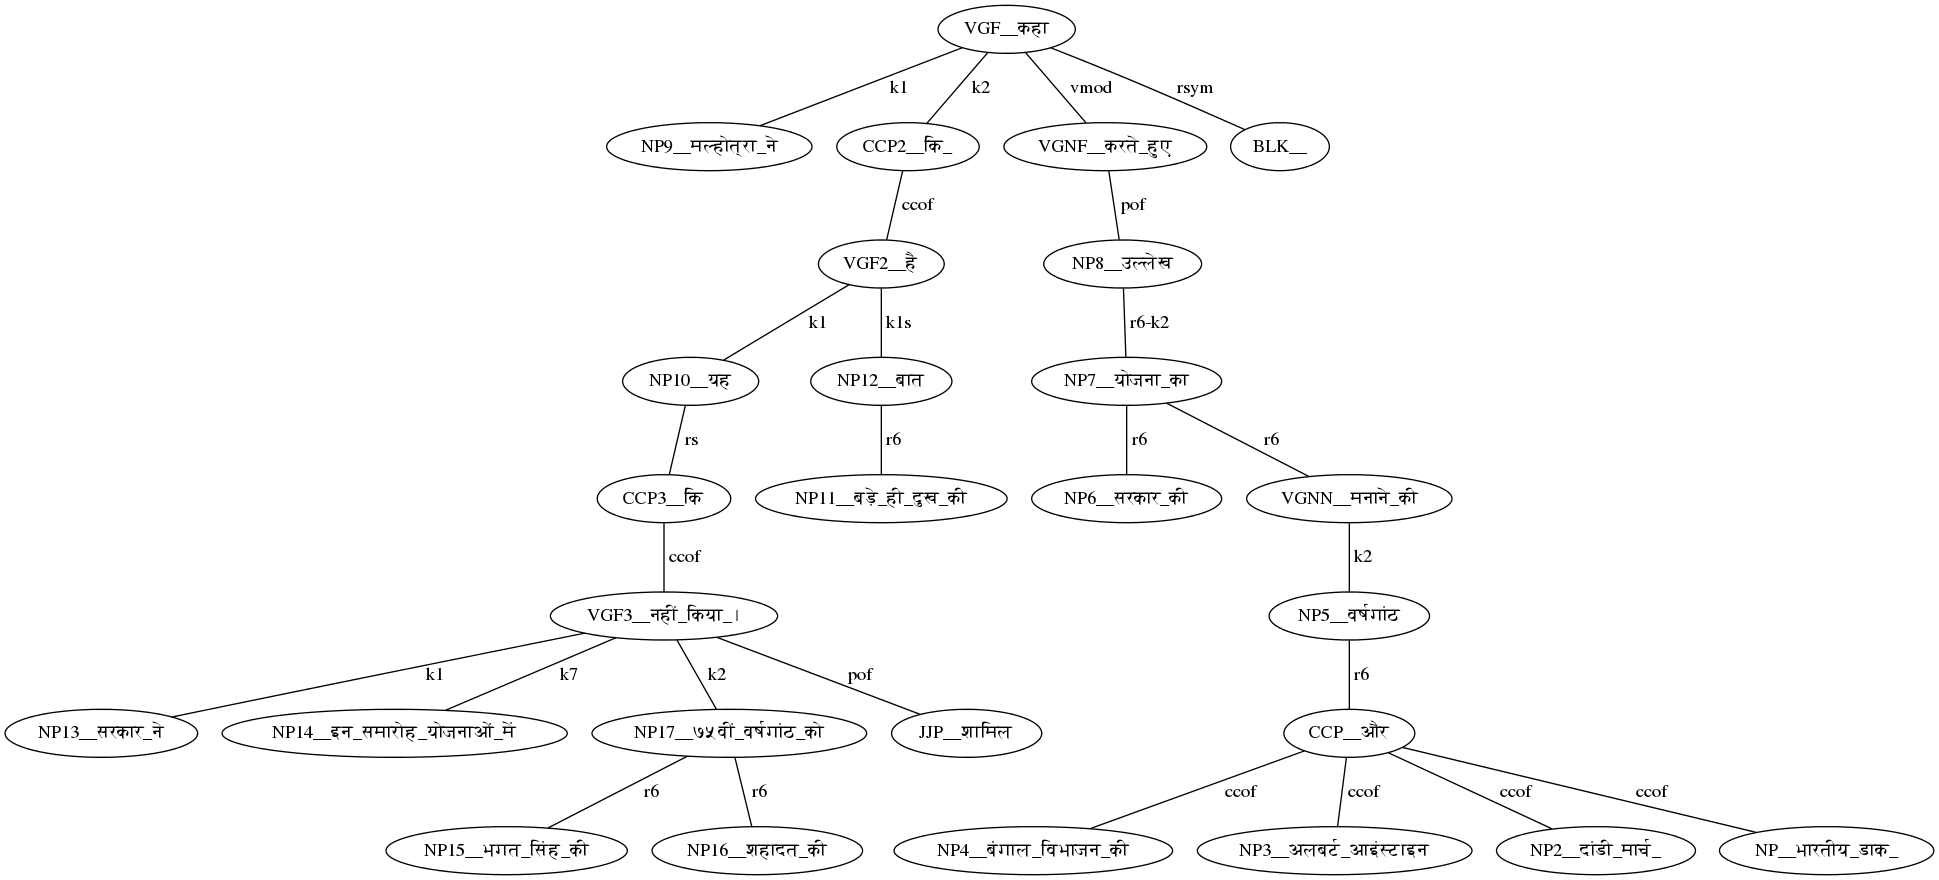 VGF__कहा
k1 k2 vmod rsym
NP9__मल्होत्रा_ने CCP2__कि_ VGNF__करते_हुए BLK__
ccof pof
VGF2__है NP8__उल्लेख
k1 k1s r6-k2
NP10__यह NP12__बात NP7__योजना_का
rs r6 r6 r6
CCP3__कि NP11__बड़े_ही_दुख_की NP6__सरकार_की VGNN__मनाने_की
ccof k2
VGF3__नहीं_किया_। NP5__वर्षगांठ
k1 k7 k2 pof r6
NP13__सरकार_ने NP14__इन_समारोह_योजनाओं_में NP17__७५वीं_वर्षगांठ_को JJP__शामिल CCP__और
r6 r6 ccof ccof ccof ccof
NP15__भगत_सिंह_की NP16__शहादत_की NP4__बंगाल_विभाजन_की NP3__अलबर्ट_आइंस्टाइन NP2__दांडी_मार्च_ NP__भारतीय_डाक_